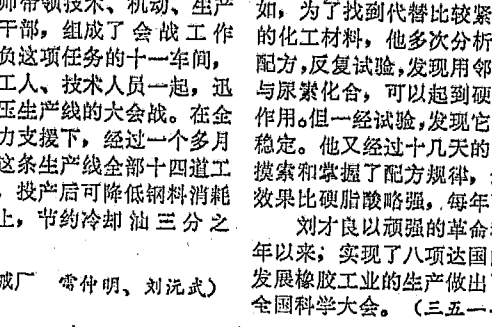 师带领技术、机动、生产
干部，组成了会战工作
负这项任务的十一车间，
工人、技术人员一起，迅
压生产线的大会战。在金
力支援下，经过一个多月
这条生产线全部十四道工
，投产后可降低钢料消耗
上，节约冷却油三分之
戒厂 雷仲明、刘沅武）
如，为了找到代替比较紧
的化工材料，他多次分析
配方，反复试验，发现用邻
与尿素化合，可以起到硬
作用。但一经试验，发现它
稳定。他又经过十几天的
摸索和掌握了配方规律，
效果比硬脂酸略强，每年
刘才良以顽强的革命
年以来；实现了八项达国
发展橡胶工业的生产做出
全国科学大会。（三五一